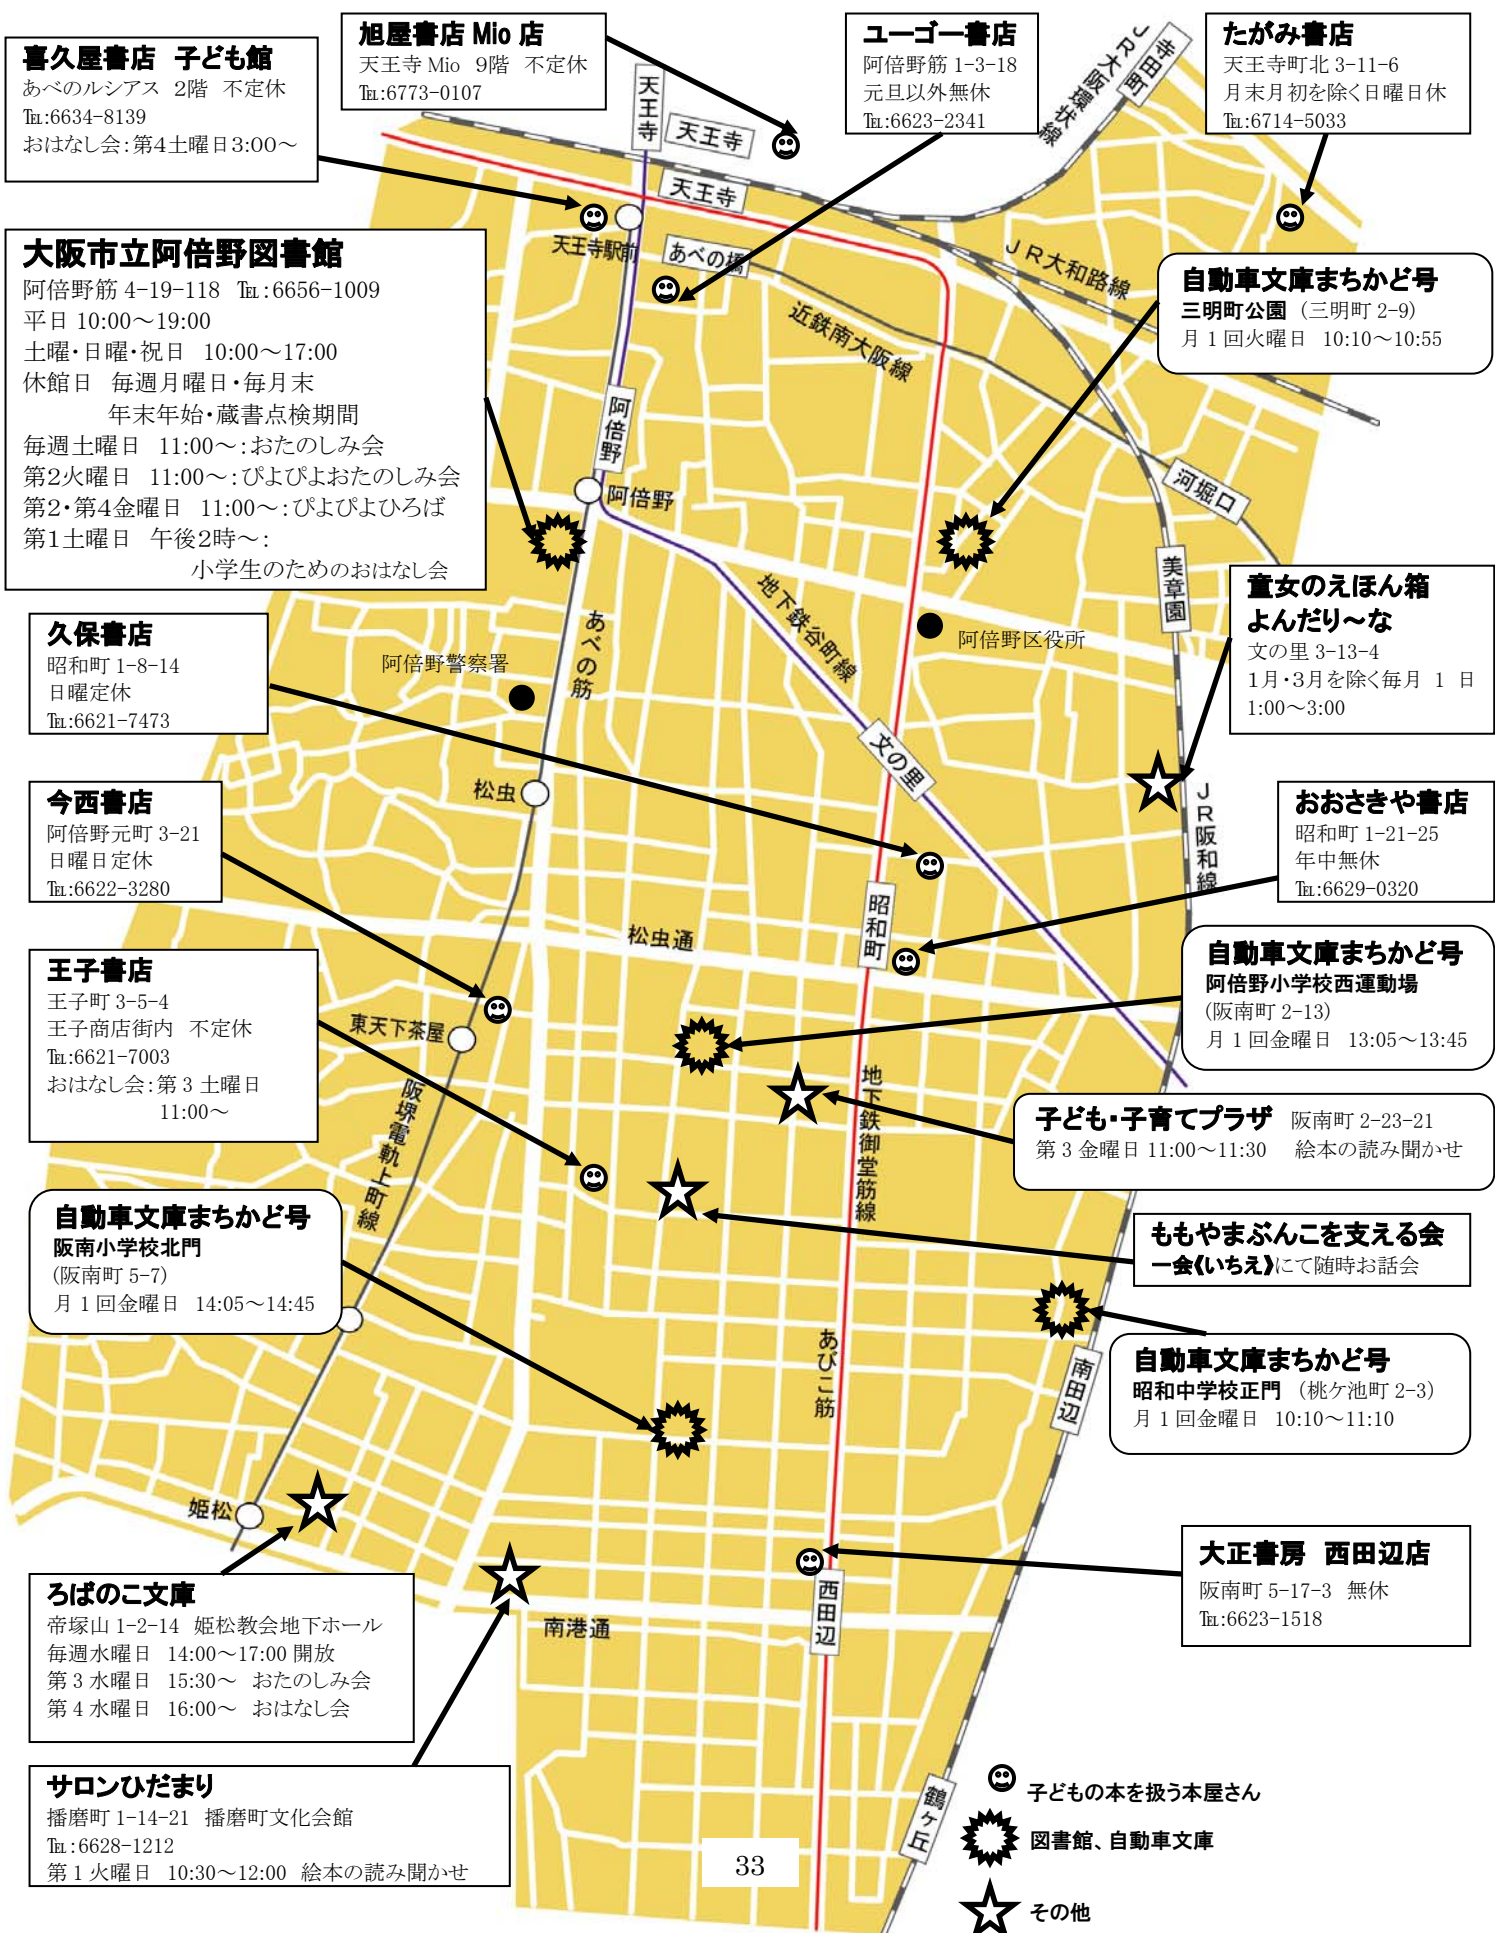 喜久屋書店 子ども館
あべのルシアス 2階 不定休
℡:6634-8139
おはなし会:第4土曜日3:00～
旭屋書店 Mio 店
天王寺 Mio 9階 不定休
℡:6773-0107
ユーゴー書店
阿倍野筋 1-3-18
元旦以外無休
℡:6623-2341
たがみ書店
天王寺町北 3-11-6
月末月初を除く日曜日休
℡:6714-5033
大阪市立阿倍野図書館
阿倍野筋 4-19-118 ℡:6656-1009
平日 10:00～19:00
土曜・日曜・祝日 10:00～17:00
休館日 毎週月曜日・毎月末
年末年始・蔵書点検期間
毎週土曜日 11:00～:おたのしみ会
第2火曜日 11:00～:ぴよぴよおたのしみ会
第2・第4金曜日 11:00～:ぴよぴよひろば
第1土曜日 午後2時～:
小学生のためのおはなし会
自動車文庫まちかど号
三明町公園 (三明町 2-9)
月 1 回火曜日 10:10～10:55
童女のえほん箱
よんだり～な
文の里 3-13-4
1月・3月を除く毎月 1 日
1:00～3:00
久保書店
昭和町 1-8-14
日曜定休
℡:6621-7473
今西書店
阿倍野元町 3-21
日曜日定休
℡:6622-3280
おおさきや書店
昭和町 1-21-25
年中無休
℡:6629-0320
王子書店
王子町 3-5-4
王子商店街内 不定休
℡:6621-7003
おはなし会:第 3 土曜日
11:00～
自動車文庫まちかど号
阿倍野小学校西運動場
(阪南町 2-13)
月 1 回金曜日 13:05～13:45
子ども・子育てプラザ 阪南町 2-23-21
第 3 金曜日 11:00～11:30 絵本の読み聞かせ
自動車文庫まちかど号
阪南小学校北門
(阪南町 5-7)
月 1 回金曜日 14:05～14:45
ももやまぶんこを支える会
一会《いちえ》にて随時お話会
自動車文庫まちかど号
昭和中学校正門 (桃ケ池町 2-3)
月 1 回金曜日 10:10～11:10
大正書房 西田辺店
阪南町 5-17-3 無休
℡:6623-1518
ろばのこ文庫
帝塚山 1-2-14 姫松教会地下ホール
毎週水曜日 14:00～17:00 開放
第 3 水曜日 15:30～ おたのしみ会
第 4 水曜日 16:00～ おはなし会
サロンひだまり
播磨町 1-14-21 播磨町文化会館
℡:6628-1212
第 1 火曜日 10:30～12:00 絵本の読み聞かせ
天王寺
天王寺
天王寺
天王寺駅前
あべの橋
寺田町
JR大阪環状線
JR大和路線
近鉄南大阪線
河堀口
美章園
阿倍野
阿倍野
あべの筋
地下鉄谷町線
阿倍野区役所
阿倍野警察署
文の里
松虫
JR阪和線
昭和町
松虫通
東天下茶屋
阪堺電軌上町線
地下鉄御堂筋線
あびこ筋
南田辺
姫松
南港通
西田辺
鶴ヶ丘
子どもの本を扱う本屋さん
図書館、自動車文庫
その他
33